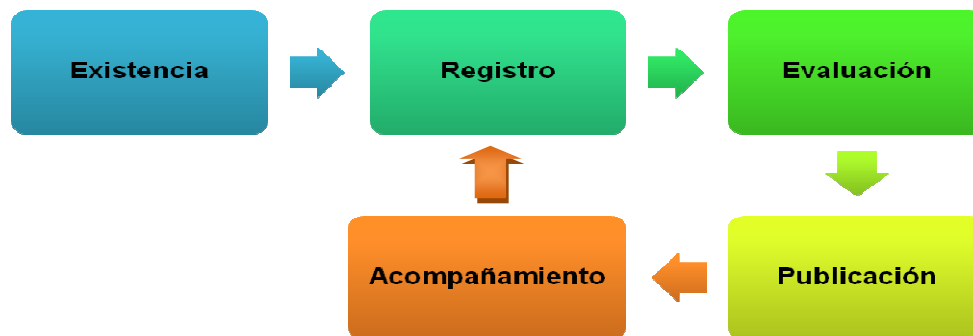 Existencia
Registro
Evaluación
Acompañamiento
Publicación